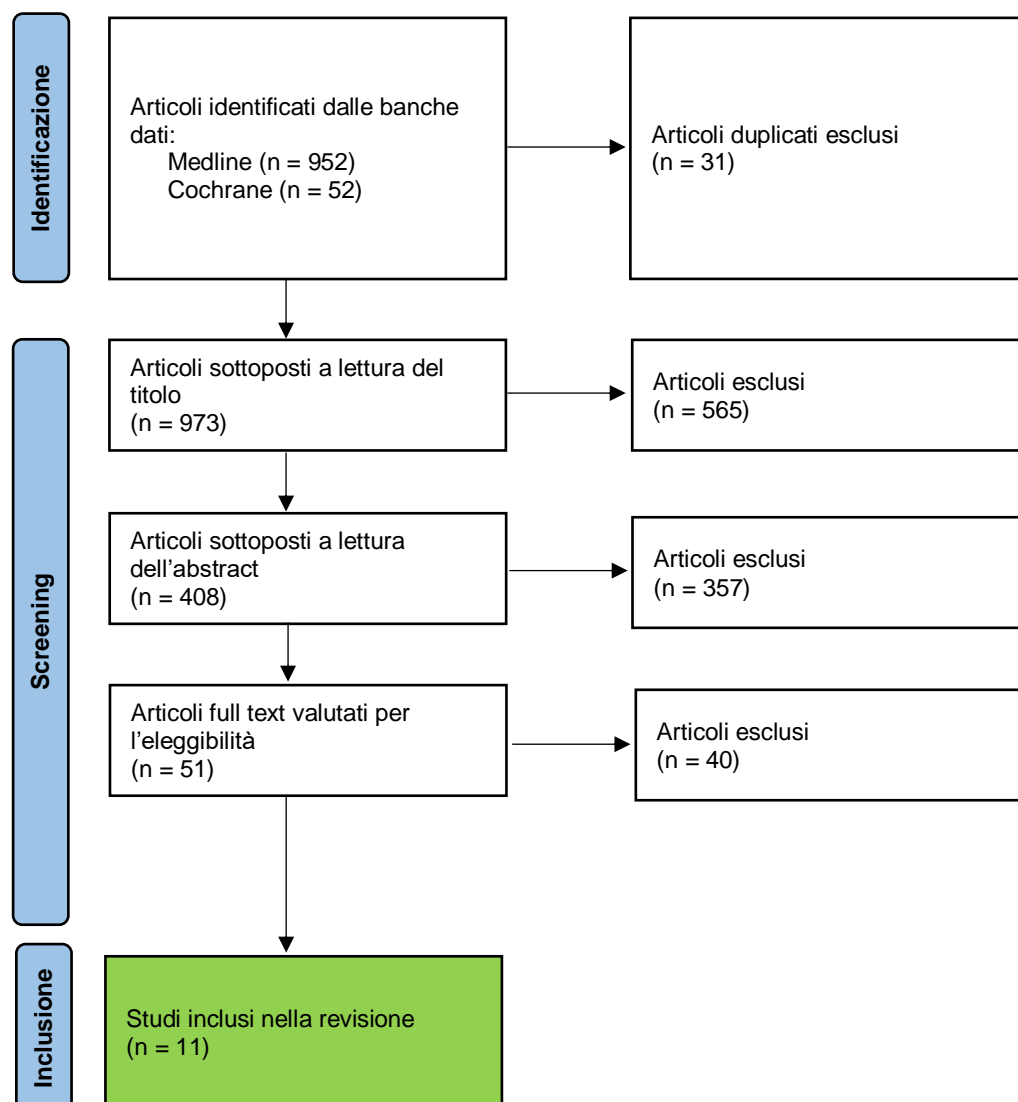 Identificazione
Articoli identificati dalle banche
dati:
Medline (n = 952)
Cochrane (n = 52)
Articoli duplicati esclusi
(n = 31)
Screening
Articoli sottoposti a lettura del
titolo
(n = 973)
Articoli esclusi
(n = 565)
Articoli sottoposti a lettura
dell’abstract
(n = 408)
Articoli esclusi
(n = 357)
Articoli full text valutati per
l’eleggibilità
(n = 51)
Articoli esclusi
(n = 40)
Inclusione
Studi inclusi nella revisione
(n = 11)